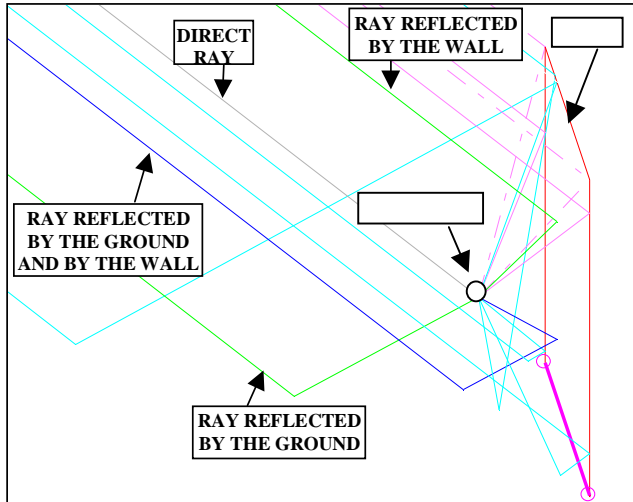 DIRECT
RAY
RAY REFLECTED
BY THE WALL
RAY REFLECTED
BY THE GROUND
AND BY THE WALL
RAY REFLECTED
BY THE GROUND